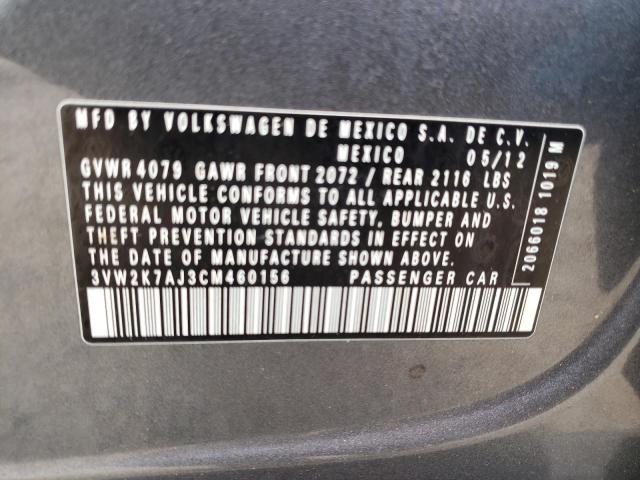 MFD BY VOLKSWAGEN DE MEXICO S.A. DE C.V.
MEXICO 05/12
GVWR 4079 GAWR FRONT 2072 / REAR 2116 LBS
THIS VEHICLE CONFORMS TO ALL APPLICABLE U.S.
FEDERAL MOTOR VEHICLE SAFETY, BUMPER AND
THEFT PREVENTION STANDARDS IN EFFECT ON
THE DATE OF MANUFACTURE SHOWN ABOVE.
3VW2K7AJ3CM460156 PASSENGER CAR
2066018 1019 M